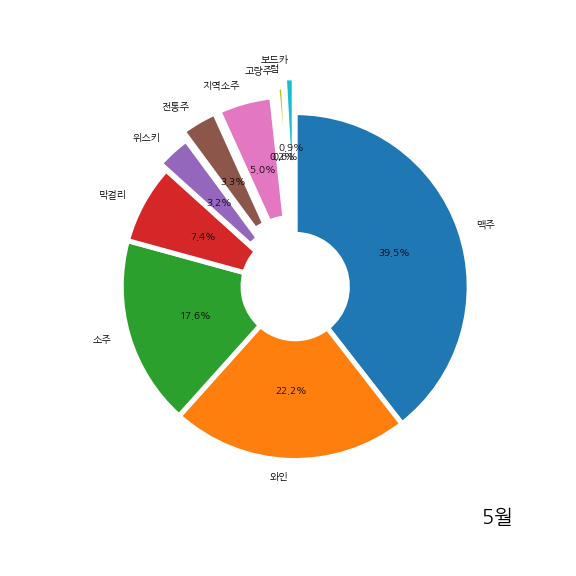 보드카
고량주
럼
지역소주
전통주
위스키
막걸리
소주
와인
맥주
0.9%
5.0%
3.3%
3.2%
7.4%
17.6%
22.2%
39.5%
5월